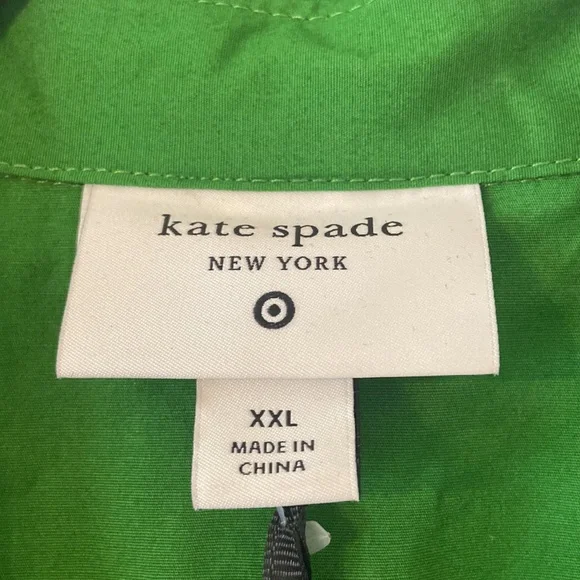 kate spade
NEW YORK
XXL
MADE IN
CHINA